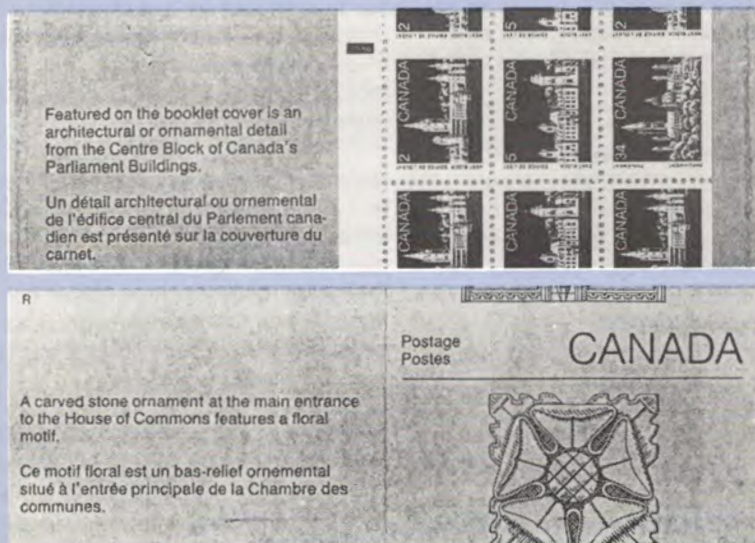 Featured on the booklet cover is an
architectural or ornamental detail
from the Centre Block of Canada's
Parliament Buildings.
Un détail architectural ou ornemental
de l'édifice central du Parlement cana-
dien est présenté sur la couverture du
carnet.
2
5
2
2 CANADA
5 CANADA
34 CANADA
CANADA
CANADA
CANADA
R
A carved stone ornament at the main entrance
to the House of Commons features a floral
motif.
Ce motif floral est un bas-relief ornemental
situé à l'entrée principale de la Chambre des
communes.
Postage
Postes
CANADA